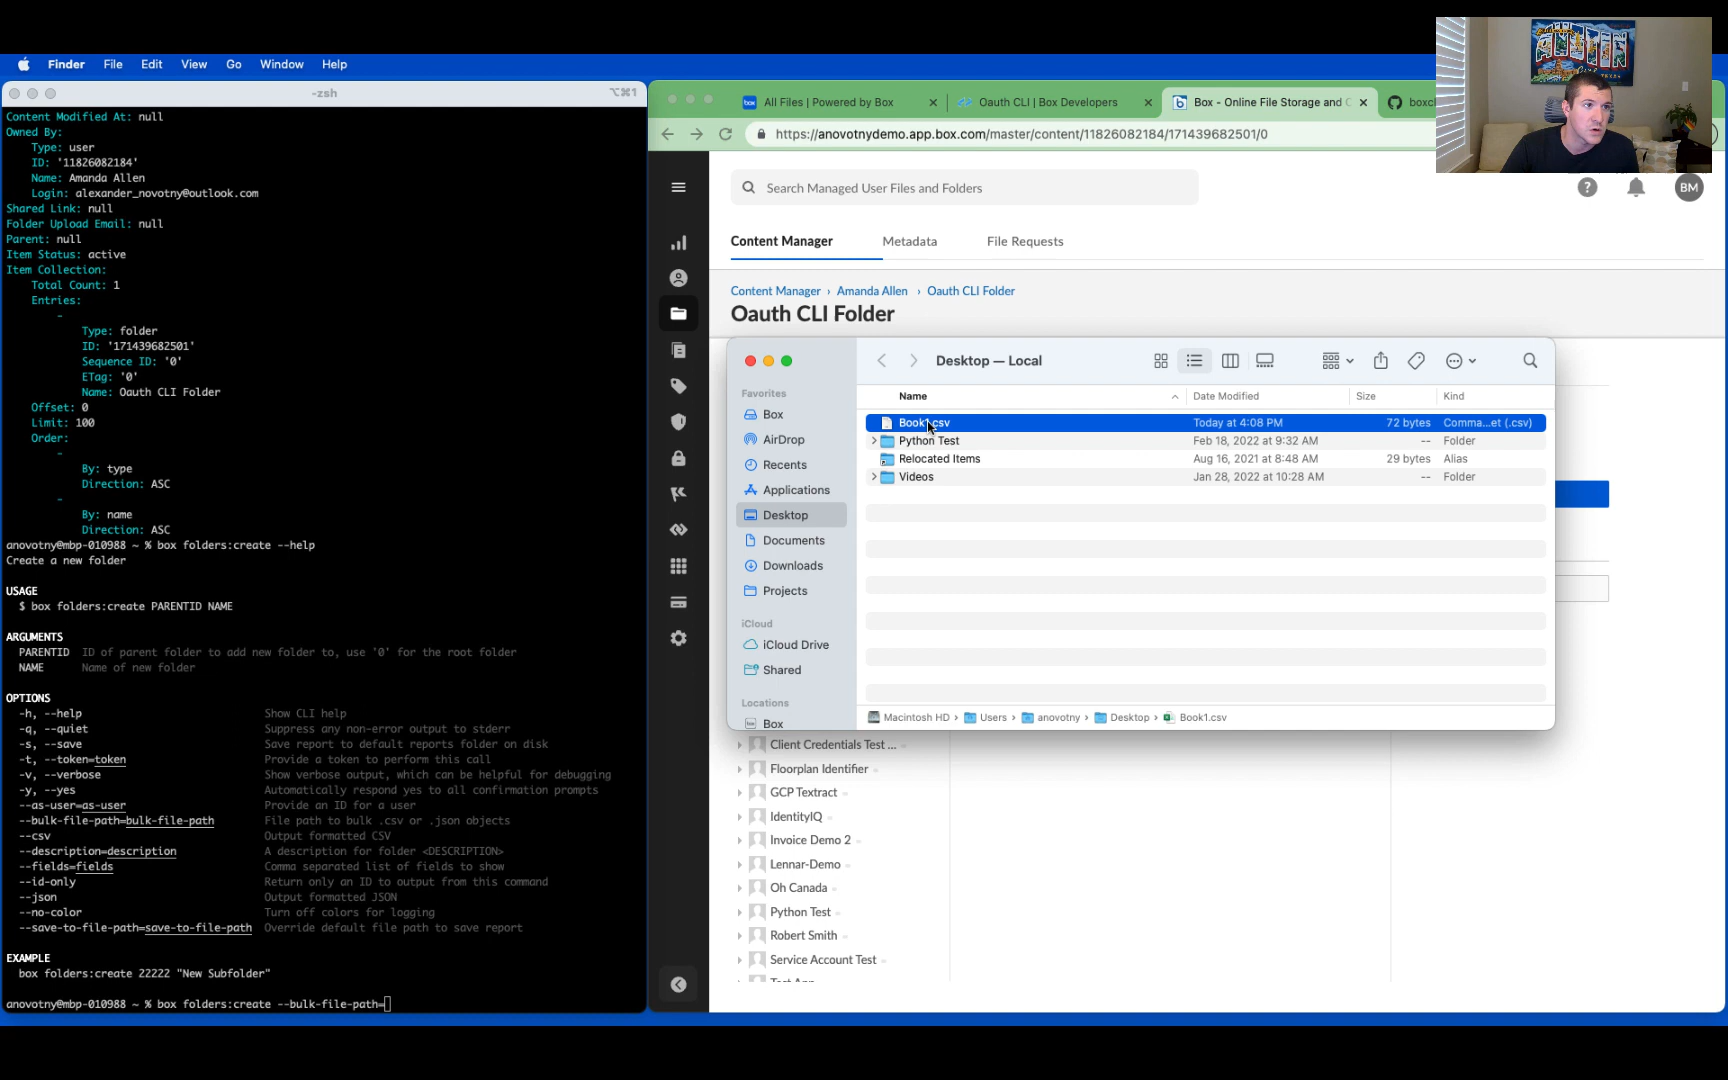 Finder File Edit View Go Window Help
-zsh ⌥⌘1
Content Modified At: null
Owned By:
Type: user
ID: '11826082184'
Name: Amanda Allen
Login: alexander_novotny@outlook.com
Shared Link: null
Folder Upload Email: null
Parent: null
Item Status: active
Item Collection:
Total Count: 1
Entries:
-
Type: folder
ID: '171439682501'
Sequence ID: '0'
ETag: '0'
Name: Oauth CLI Folder
Offset: 0
Limit: 100
Order:
-
By: type
Direction: ASC
-
By: name
Direction: ASC
anovotny@mbp-010988 ~ % box folders:create --help
Create a new folder
USAGE
$ box folders:create PARENTID NAME
ARGUMENTS
PARENTID ID of parent folder to add new folder to, use '0' for the root folder
NAME Name of new folder
OPTIONS
-h, --help Show CLI help
-q, --quiet Suppress any non-error output to stderr
-s, --save Save report to default reports folder on disk
-t, --token=token Provide a token to perform this call
-v, --verbose Show verbose output, which can be helpful for debugging
-y, --yes Automatically respond yes to all confirmation prompts
--as-user=as-user Provide an ID for a user
--bulk-file-path=bulk-file-path File path to bulk .csv or .json objects
--csv Output formatted CSV
--description=description A description for folder <DESCRIPTION>
--fields=fields Comma separated list of fields to show
--id-only Return only an ID to output from this command
--json Output formatted JSON
--no-color Turn off colors for logging
--save-to-file-path=save-to-file-path Override default file path to save report
EXAMPLE
box folders:create 22222 "New Subfolder"
anovotny@mbp-010988 ~ % box folders:create --bulk-file-path=
All Files | Powered by Box Oauth CLI | Box Developers Box - Online File Storage and C boxcl
https://anovotnydemo.app.box.com/master/content/11826082184/171439682501/0
AUSTIN
Search Managed User Files and Folders
? BM
Content Manager Metadata File Requests
Content Manager › Amanda Allen › Oauth CLI Folder
Oauth CLI Folder
Desktop — Local
Favorites
Box
AirDrop
Recents
Applications
Desktop
Documents
Downloads
Projects
iCloud
iCloud Drive
Shared
Locations
Box
Name Date Modified Size Kind
Book1.csv Today at 4:08 PM 72 bytes Comma...et (.csv)
Python Test Feb 18, 2022 at 9:32 AM -- Folder
Relocated Items Aug 16, 2021 at 8:48 AM 29 bytes Alias
Videos Jan 28, 2022 at 10:28 AM -- Folder
Macintosh HD › Users › anovotny › Desktop › Book1.csv
Client Credentials Test ...
Floorplan Identifier
GCP Textract
IdentityIQ
Invoice Demo 2
Lennar-Demo
Oh Canada
Python Test
Robert Smith
Service Account Test